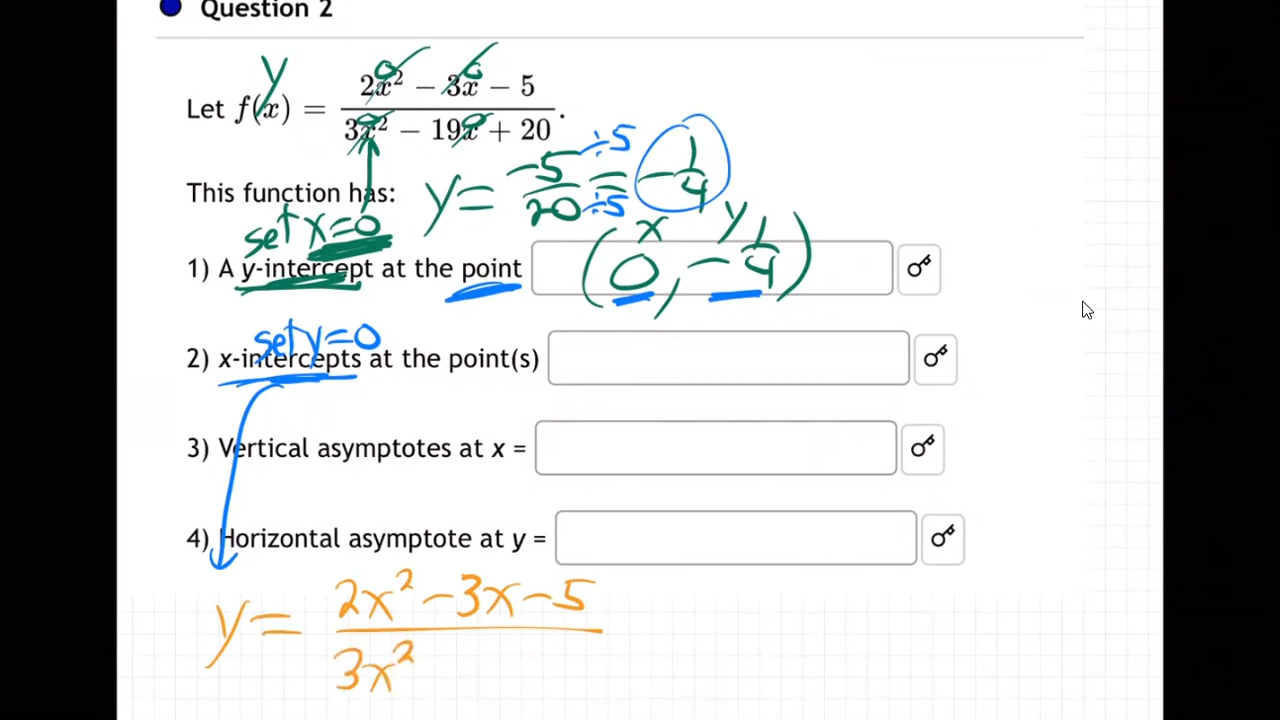 Question 2
y
0 0
Let f(x) = (2x² − 3x − 5)/(3x² − 19x + 20).
0 0
This function has:
y = −5/20 ÷5/÷5 = −1/4
set x=0
x y
1) A y-intercept at the point (0, −1/4)
set y=0
2) x-intercepts at the point(s)
3) Vertical asymptotes at x =
4) Horizontal asymptote at y =
y = 2x² − 3x − 5
3x²